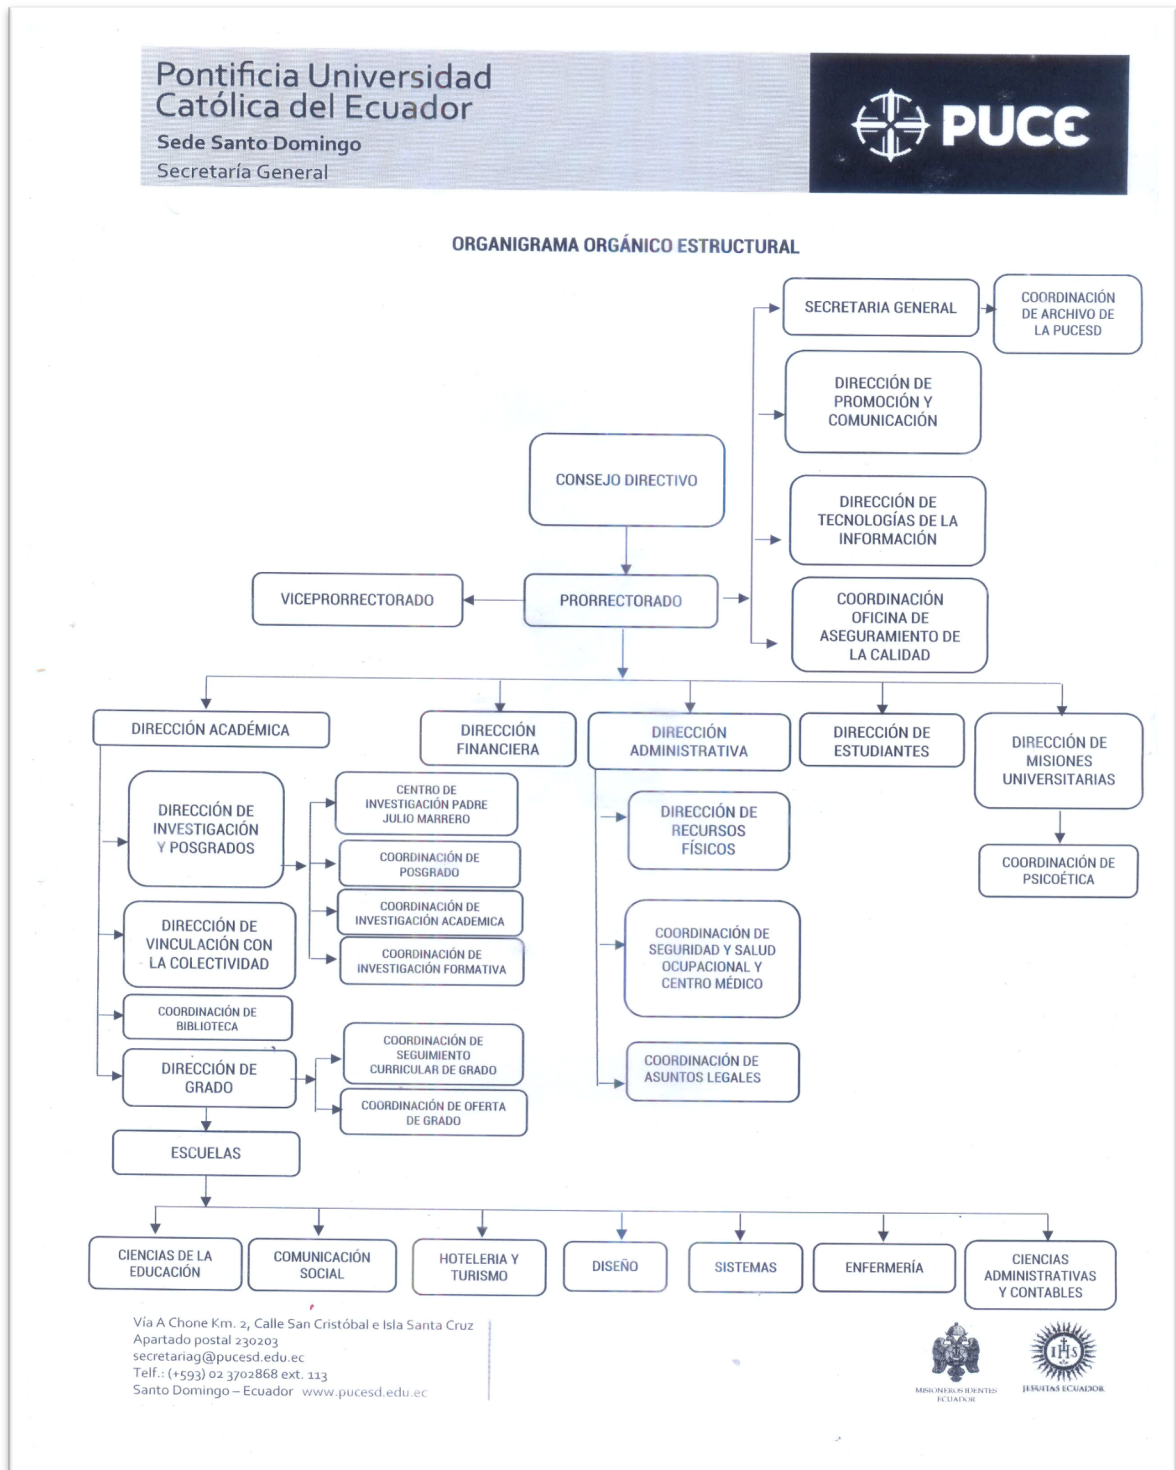 Pontificia Universidad
Católica del Ecuador
Sede Santo Domingo
Secretaría General
PUCE
ORGANIGRAMA ORGÁNICO ESTRUCTURAL
SECRETARIA GENERAL
COORDINACIÓN
DE ARCHIVO DE
LA PUCESD
DIRECCIÓN DE
PROMOCIÓN Y
COMUNICACIÓN
CONSEJO DIRECTIVO
DIRECCIÓN DE
TECNOLOGÍAS DE LA
INFORMACIÓN
VICEPRORRECTORADO
PRORRECTORADO
COORDINACIÓN
OFICINA DE
ASEGURAMIENTO DE
LA CALIDAD
DIRECCIÓN ACADÉMICA
DIRECCIÓN
FINANCIERA
DIRECCIÓN
ADMINISTRATIVA
DIRECCIÓN DE
ESTUDIANTES
DIRECCIÓN DE
MISIONES
UNIVERSITARIAS
DIRECCIÓN DE
INVESTIGACIÓN
Y POSGRADOS
CENTRO DE
INVESTIGACIÓN PADRE
JULIO MARRERO
COORDINACIÓN DE
POSGRADO
COORDINACIÓN DE
INVESTIGACIÓN ACADEMICA
COORDINACIÓN DE
INVESTIGACIÓN FORMATIVA
DIRECCIÓN DE
RECURSOS
FÍSICOS
COORDINACIÓN DE
PSICOÉTICA
DIRECCIÓN DE
VINCULACIÓN CON
LA COLECTIVIDAD
COORDINACIÓN DE
SEGURIDAD Y SALUD
OCUPACIONAL Y
CENTRO MÉDICO
COORDINACIÓN DE
BIBLIOTECA
DIRECCIÓN DE
GRADO
COORDINACIÓN DE
SEGUIMIENTO
CURRICULAR DE GRADO
COORDINACIÓN DE OFERTA
DE GRADO
COORDINACIÓN DE
ASUNTOS LEGALES
ESCUELAS
CIENCIAS DE LA
EDUCACIÓN
COMUNICACIÓN
SOCIAL
HOTELERIA Y
TURISMO
DISEÑO
SISTEMAS
ENFERMERÍA
CIENCIAS
ADMINISTRATIVAS
Y CONTABLES
Vía A Chone Km. 2, Calle San Cristóbal e Isla Santa Cruz
Apartado postal 230203
secretariag@pucesd.edu.ec
Telf.: (+593) 02 3702868 ext. 113
Santo Domingo – Ecuador www.pucesd.edu.ec
MISIONEROS IDENTES
ECUADOR
IHS
JESUITAS ECUADOR